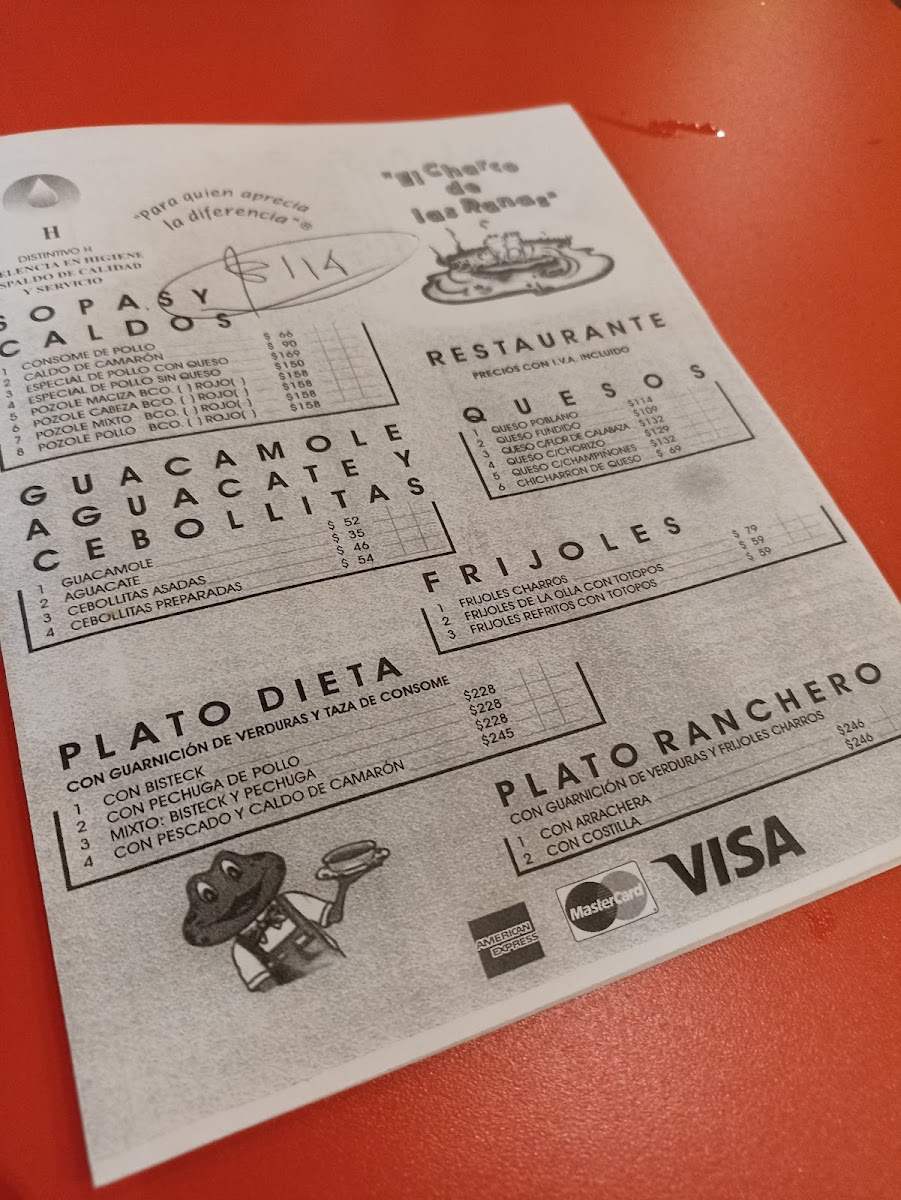 H
DISTINTIVO H
ELENCIA EN HIGIENE
SPALDO DE CALIDAD
Y SERVICIO
"Para quien aprecia
la diferencia"®
$ 114
"El Charco
de
las Ranas"
SOPAS Y
CALDOS
1 CONSOME DE POLLO $ 66
2 CALDO DE CAMARÓN $ 90
3 ESPECIAL DE POLLO CON QUESO $169
4 ESPECIAL DE POLLO SIN QUESO $150
5 POZOLE MACIZA BCO. ( ) ROJO( ) $158
6 POZOLE CABEZA BCO. ( ) ROJO( ) $158
7 POZOLE MIXTO BCO. ( ) ROJO( ) $158
8 POZOLE POLLO BCO. ( ) ROJO( ) $158
RESTAURANTE
PRECIOS CON I.V.A. INCLUIDO
QUESOS
1 QUESO POBLANO $114
2 QUESO FUNDIDO $109
3 QUESO C/FLOR DE CALABAZA $132
4 QUESO C/CHORIZO $129
5 QUESO C/CHAMPIÑONES $132
6 CHICHARRON DE QUESO $ 69
GUACAMOLE
AGUACATE Y
CEBOLLITAS
1 GUACAMOLE $ 52
2 AGUACATE $ 35
3 CEBOLLITAS ASADAS $ 46
4 CEBOLLITAS PREPARADAS $ 54
FRIJOLES
1 FRIJOLES CHARROS $ 79
2 FRIJOLES DE LA OLLA CON TOTOPOS $ 59
3 FRIJOLES REFRITOS CON TOTOPOS $ 59
PLATO DIETA
CON GUARNICIÓN DE VERDURAS Y TAZA DE CONSOME
1 CON BISTECK $228
2 CON PECHUGA DE POLLO $228
3 MIXTO: BISTECK Y PECHUGA $228
4 CON PESCADO Y CALDO DE CAMARÓN $245
PLATO RANCHERO
CON GUARNICIÓN DE VERDURAS Y FRIJOLES CHARROS
1 CON ARRACHERA $246
2 CON COSTILLA $246
AMERICAN
EXPRESS
MasterCard
VISA